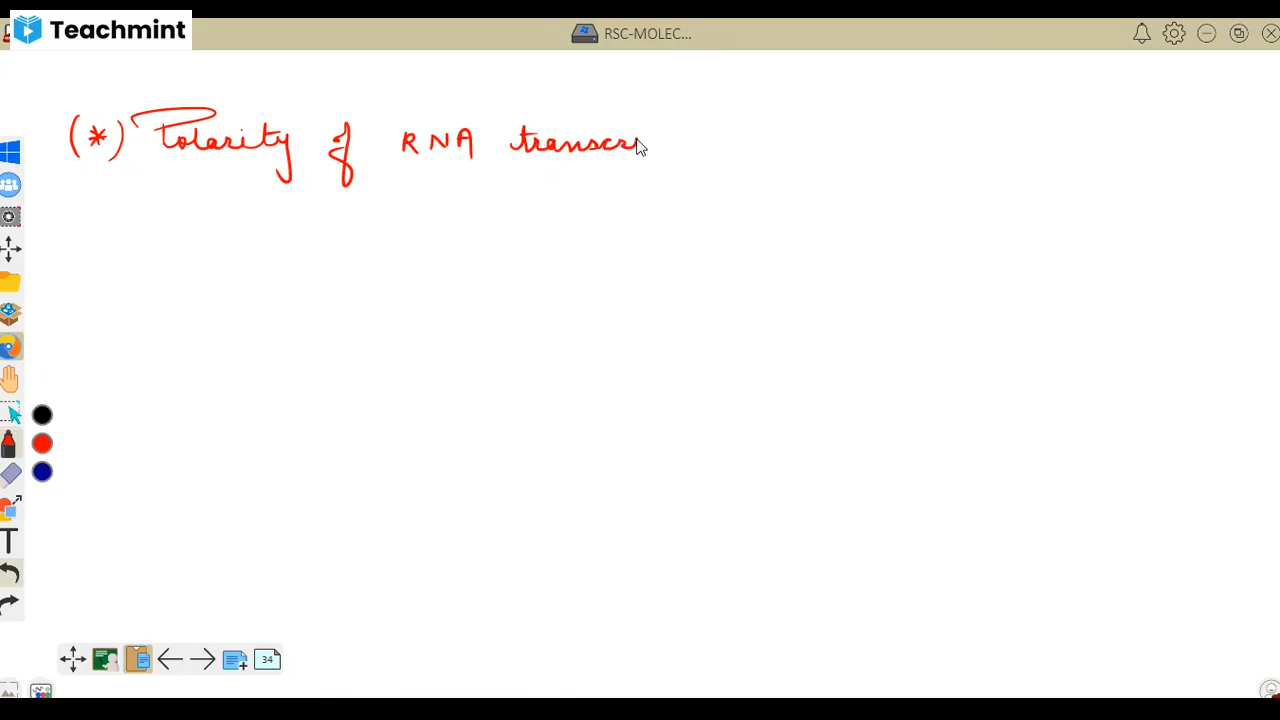 Teachmint
RSC-MOLEC...
(*) Polarity of RNA transcr
T
34